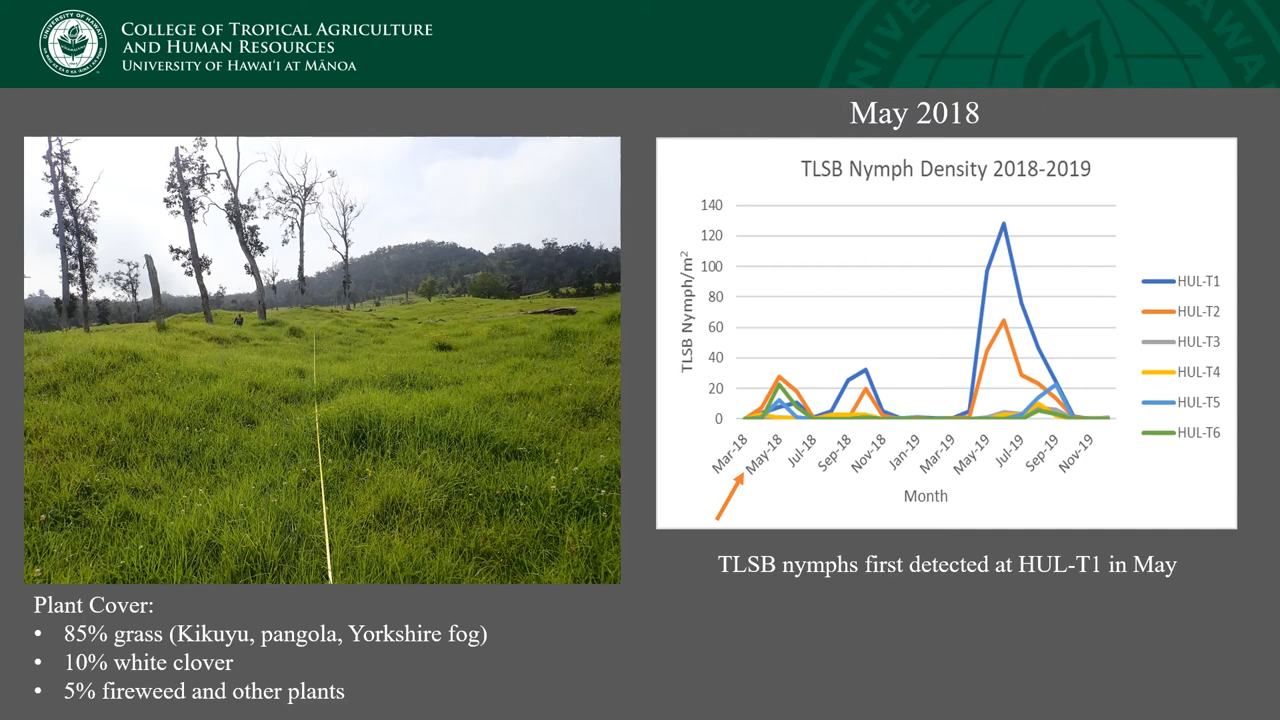 COLLEGE OF TROPICAL AGRICULTURE
AND HUMAN RESOURCES
UNIVERSITY OF HAWAIʻI AT MĀNOA
May 2018
TLSB Nymph Density 2018-2019
TLSB Nymph/m²
140
120
100
80
60
40
20
0
Mar-18
May-18
Jul-18
Sep-18
Nov-18
Jan-19
Mar-19
May-19
Jul-19
Sep-19
Nov-19
Month
HUL-T1
HUL-T2
HUL-T3
HUL-T4
HUL-T5
HUL-T6
TLSB nymphs first detected at HUL-T1 in May
Plant Cover:
• 85% grass (Kikuyu, pangola, Yorkshire fog)
• 10% white clover
• 5% fireweed and other plants